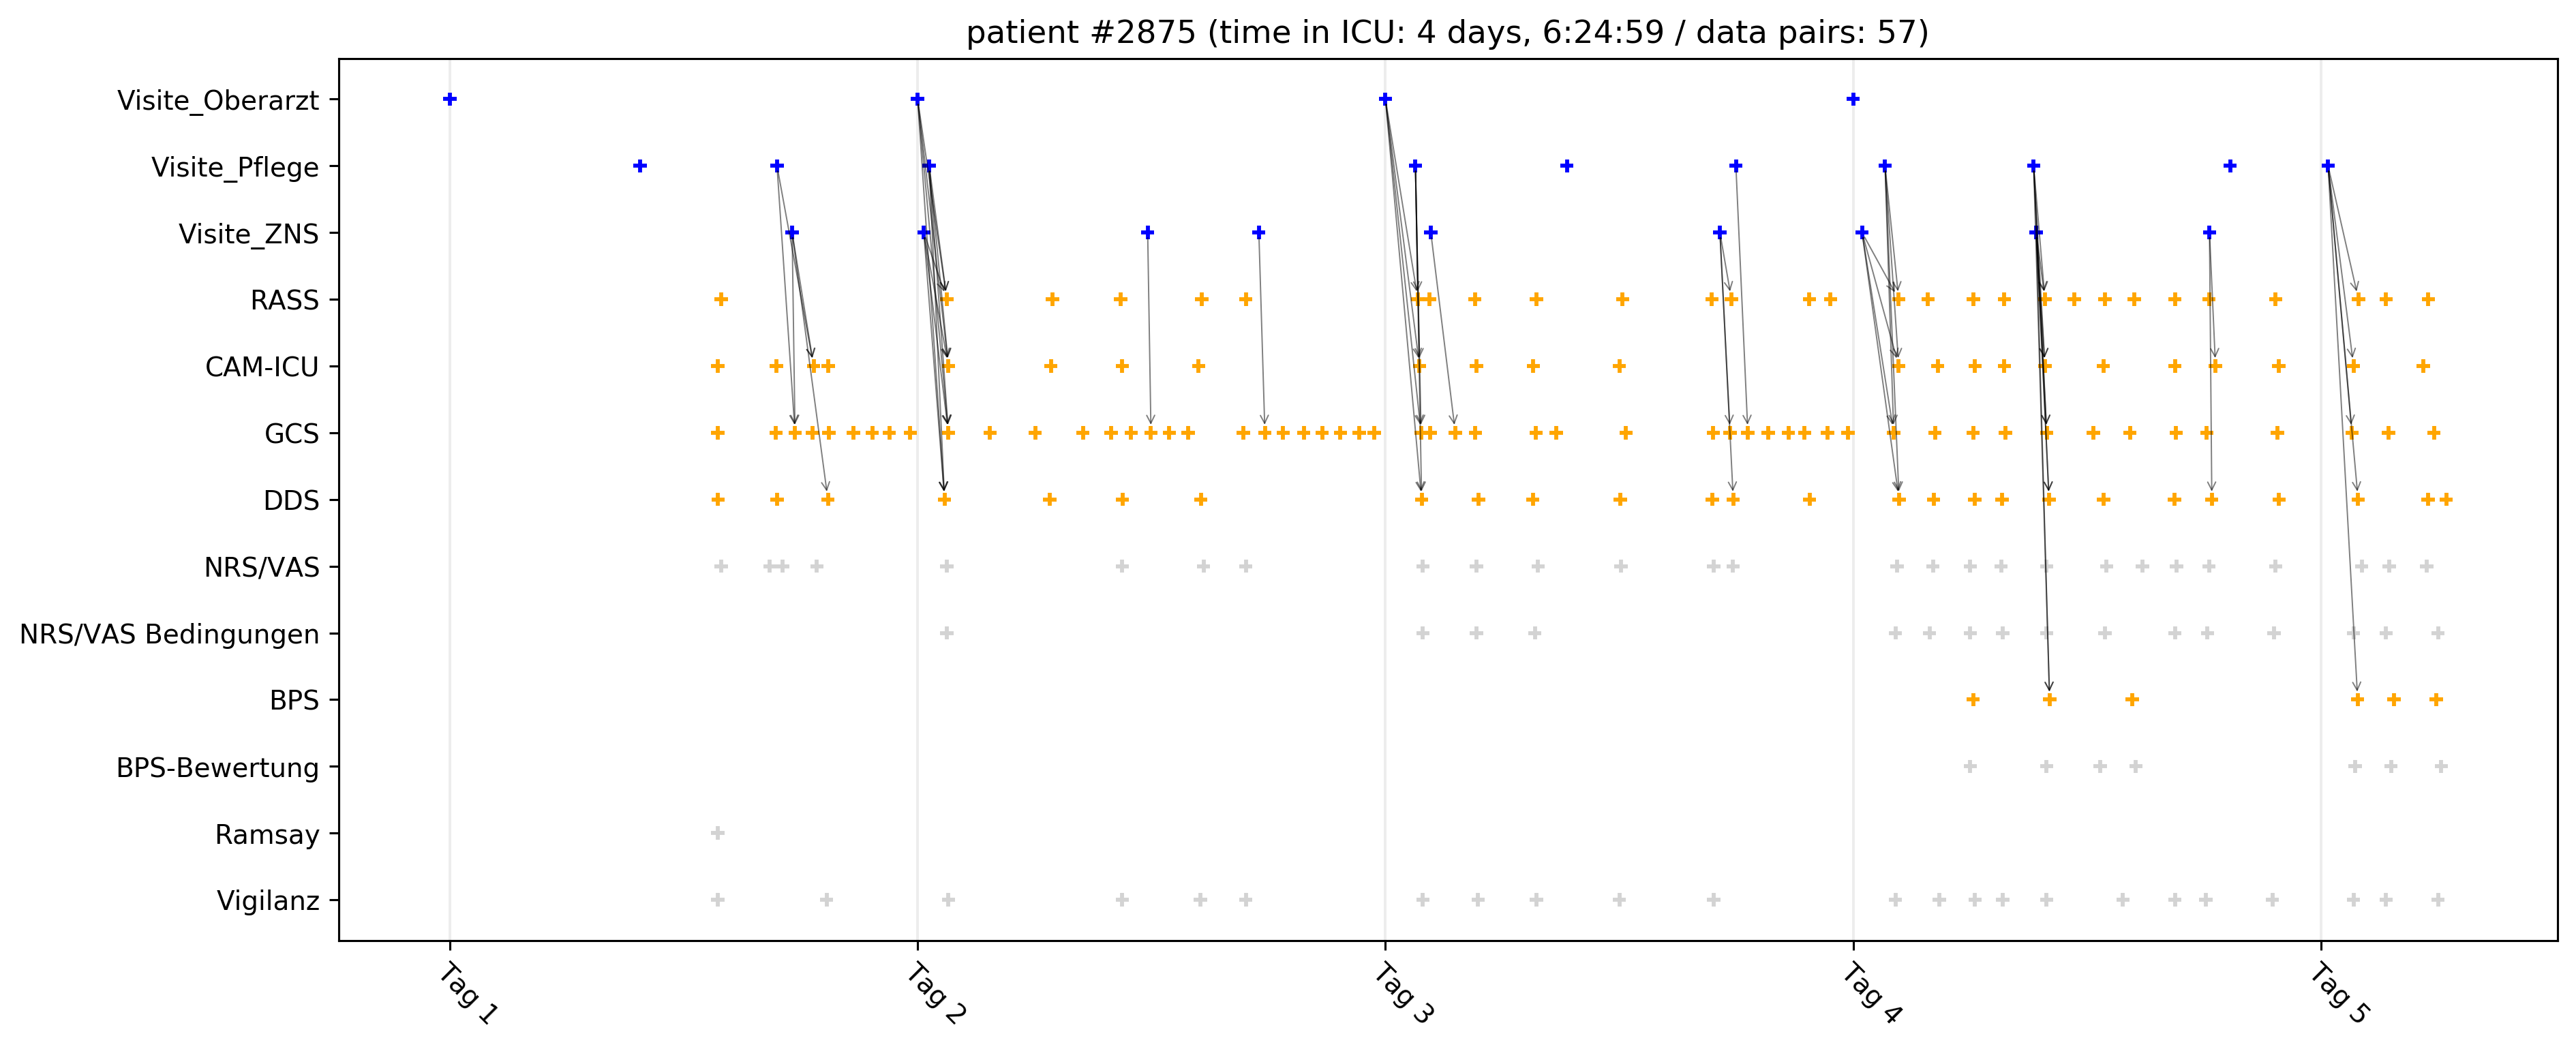 patient #2875 (time in ICU: 4 days, 6:24:59 / data pairs: 57)
Visite_Oberarzt
Visite_Pflege
Visite_ZNS
RASS
CAM-ICU
GCS
DDS
NRS/VAS
NRS/VAS Bedingungen
BPS
BPS-Bewertung
Ramsay
Vigilanz
Tag 1
Tag 2
Tag 3
Tag 4
Tag 5